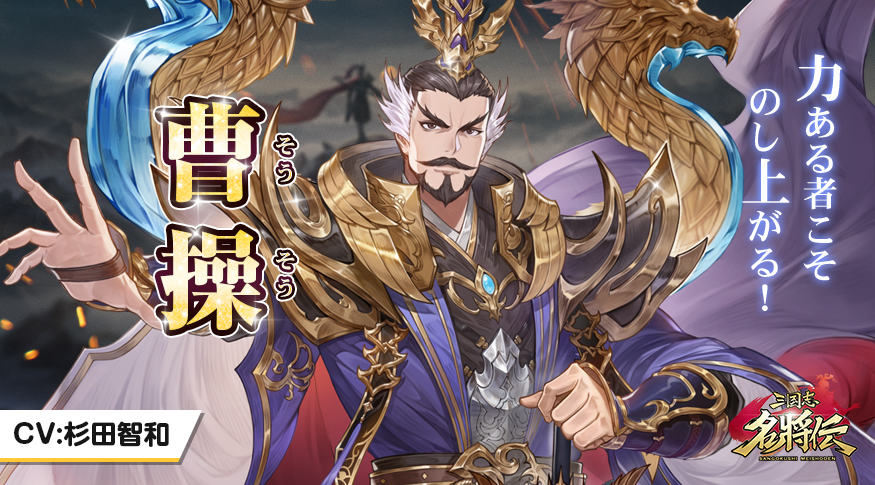 力ある者こそ
のし上がる！
曹操
そうそう
CV:杉田智和
三国志
名将伝
SANGOKUSHI MEISHODEN